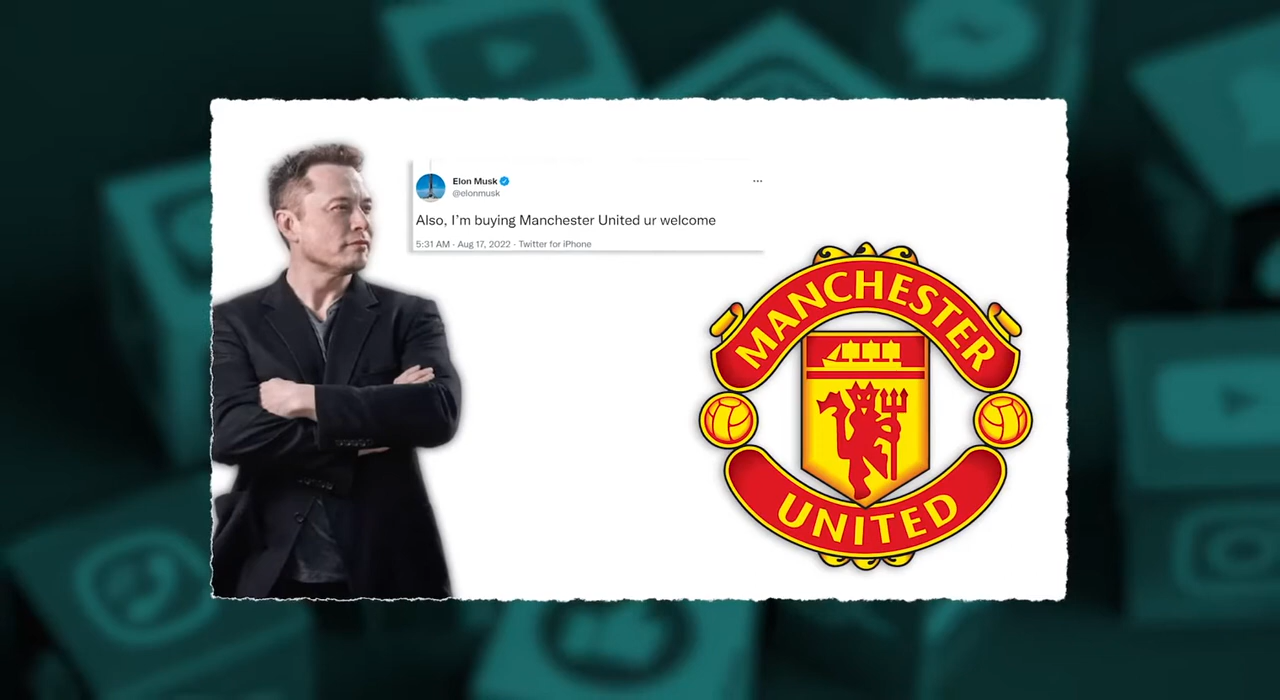 Elon Musk
@elonmusk
Also, I'm buying Manchester United ur welcome
5:31 AM · Aug 17, 2022 · Twitter for iPhone
MANCHESTER
UNITED